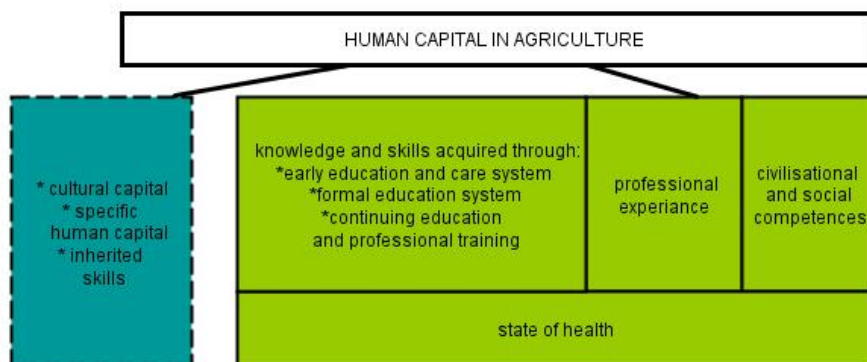 HUMAN CAPITAL IN AGRICULTURE
* cultural capital
* specific
human capital
* inherited
skills
knowledge and skills acquired through:
*early education and care system
*formal education system
*continuing education
and professional training
professional
experiance
civilisational
and social
competences
state of health